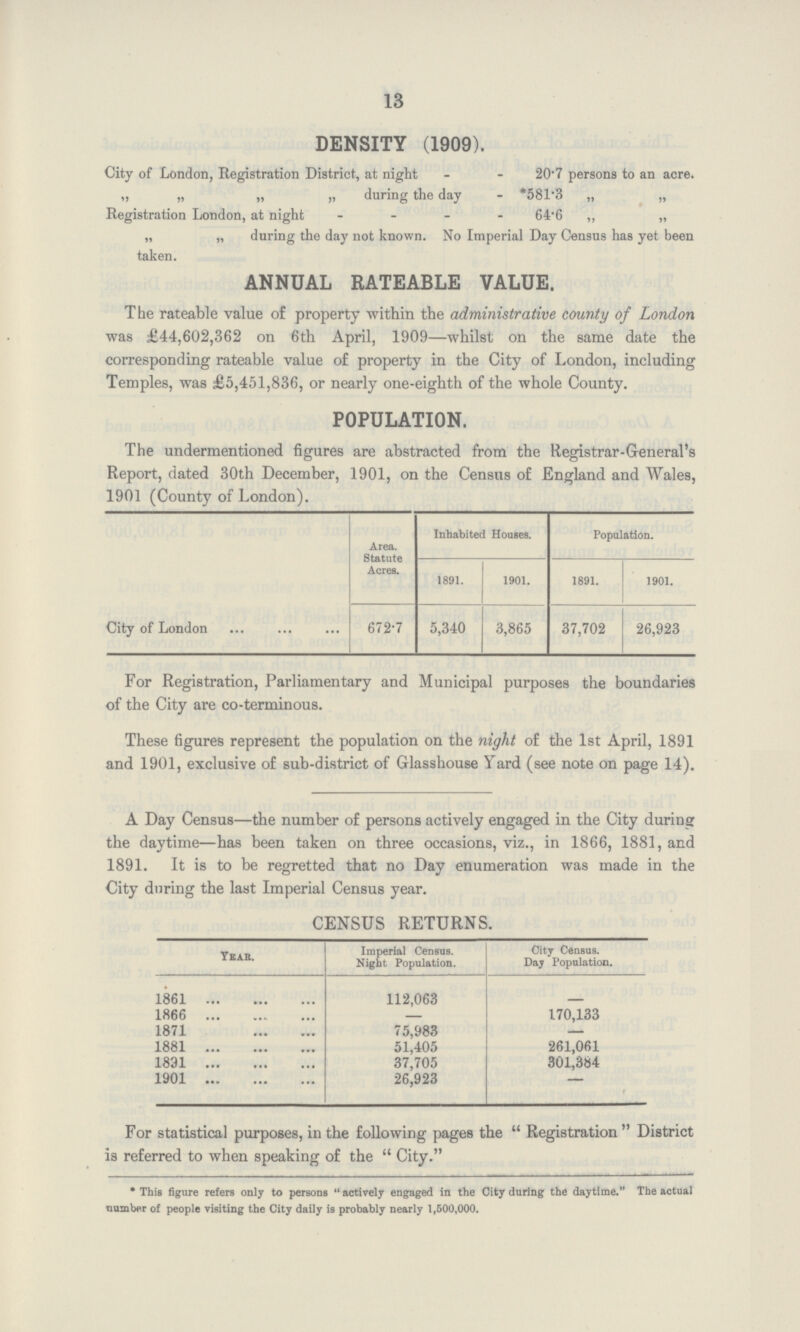 13
DENSITY (1909).
City of London, Registration District, at night - - 20·7 persons to an acre.
„ „ „ „ during the day - *581·3 „ „
Registration London, at night - - - - 64·6 „ „
„ „ during the day not known. No Imperial Day Census has yet been
taken.
ANNUAL RATEABLE VALUE.
The rateable value of property within the administrative county of London
was £44,602,362 on 6th April, 1909—whilst on the same date the
corresponding rateable value of property in the City of London, including
Temples, was £5,451,836, or nearly one-eighth of the whole County.
POPULATION.
The undermentioned figures are abstracted from the Registrar-General's
Report, dated 30th December, 1901, on the Census of England and Wales,
1901 (County of London).
Area. Statute Acres. Inhabited Houses. Population.
1891. 1901. 1891. 1901.
City of London ... ... ... 672·7 5,340 3,865 37,702 26,923
For Registration, Parliamentary and Municipal purposes the boundaries
of the City are co-terminous.
These figures represent the population on the night of the 1st April, 1891
and 1901, exclusive of sub-district of Glasshouse Yard (see note on page 14).
A Day Census—the number of persons actively engaged in the City during
the daytime—has been taken on three occasions, viz., in 1866, 1881, and
1891. It is to be regretted that no Day enumeration was made in the
City during the last Imperial Census year.
CENSUS RETURNS.
YEAR. Imperial Census. Night Population. City Census. Day Population.
1861 ... ... ... 112,063 —
1866 ... ... ... — 170,133
1871 ... ... 75,983 —
1881 ... ... ... 51,405 261,061
1891 ... ... ... 37,705 301,384
1901 ... ... ... 26,923 —
For statistical purposes, in the following pages the " Registration " District
is referred to when speaking of the " City."
* This figure refers only to persons "actively engaged in the City during the daytime." The actual
number of people visiting the City daily is probably nearly 1,500,000.